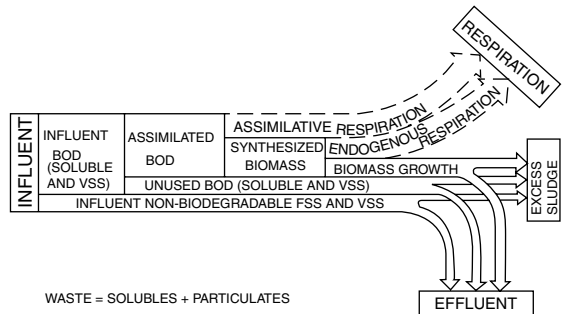 RESPIRATION
INFLUENT
INFLUENT
BOD
(SOLUBLE
AND VSS)
ASSIMILATED
BOD
ASSIMILATIVE RESPIRATION
SYNTHESIZED
BIOMASS
ENDOGENOUS
RESPIRATION
BIOMASS GROWTH
UNUSED BOD (SOLUBLE AND VSS)
INFLUENT NON-BIODEGRADABLE FSS AND VSS
EXCESS
SLUDGE
WASTE = SOLUBLES + PARTICULATES
EFFLUENT